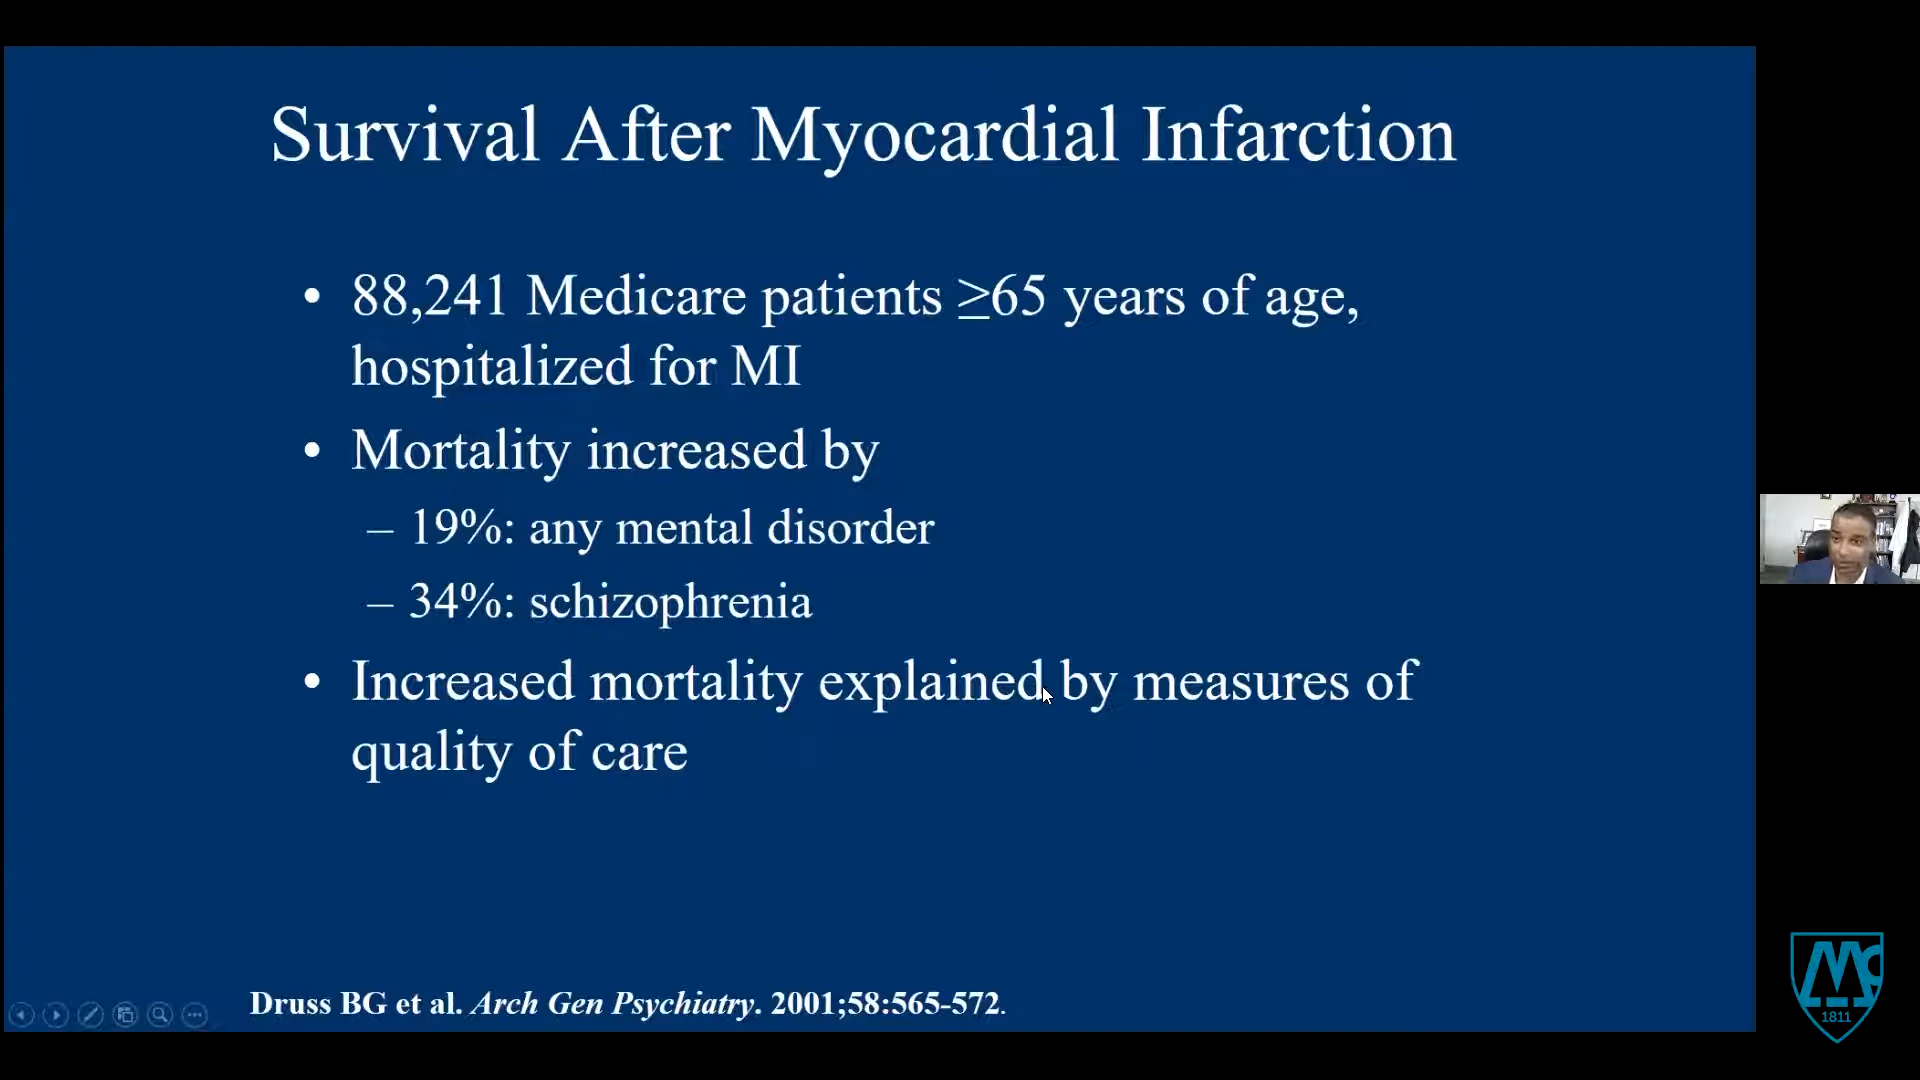 Survival After Myocardial Infarction
• 88,241 Medicare patients ≥65 years of age,
hospitalized for MI
• Mortality increased by
– 19%: any mental disorder
– 34%: schizophrenia
• Increased mortality explained by measures of
quality of care
Druss BG et al. Arch Gen Psychiatry. 2001;58:565-572.
1811